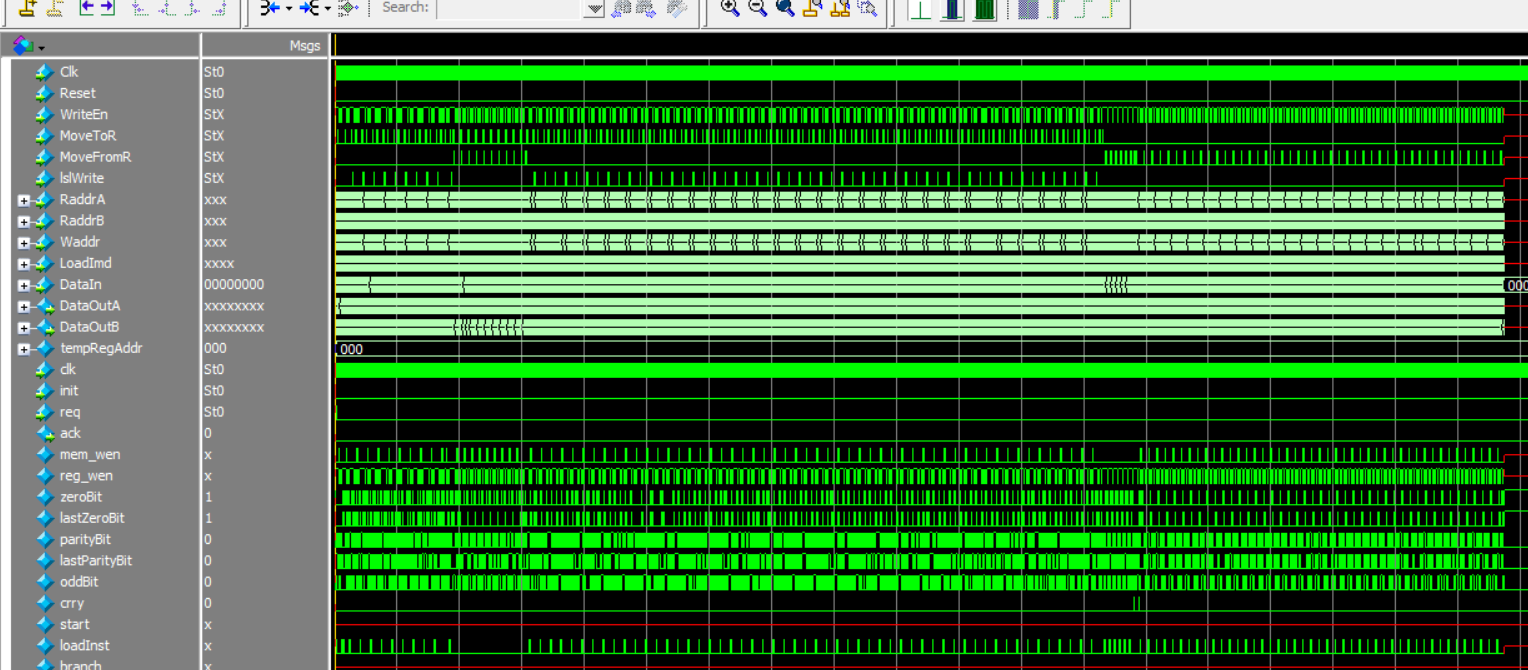 Search:
Msgs
Clk St0
Reset St0
WriteEn StX
MoveToR StX
MoveFromR StX
lslWrite StX
RaddrA xxx
RaddrB xxx
Waddr xxx
LoadImd xxxx
DataIn 00000000 000
DataOutA xxxxxxxx
DataOutB xxxxxxxx
tempRegAddr 000 000
clk St0
init St0
req St0
ack 0
mem_wen x
reg_wen x
zeroBit 1
lastZeroBit 1
parityBit 0
lastParityBit 0
oddBit 0
crry 0
start x
loadInst x
branch x